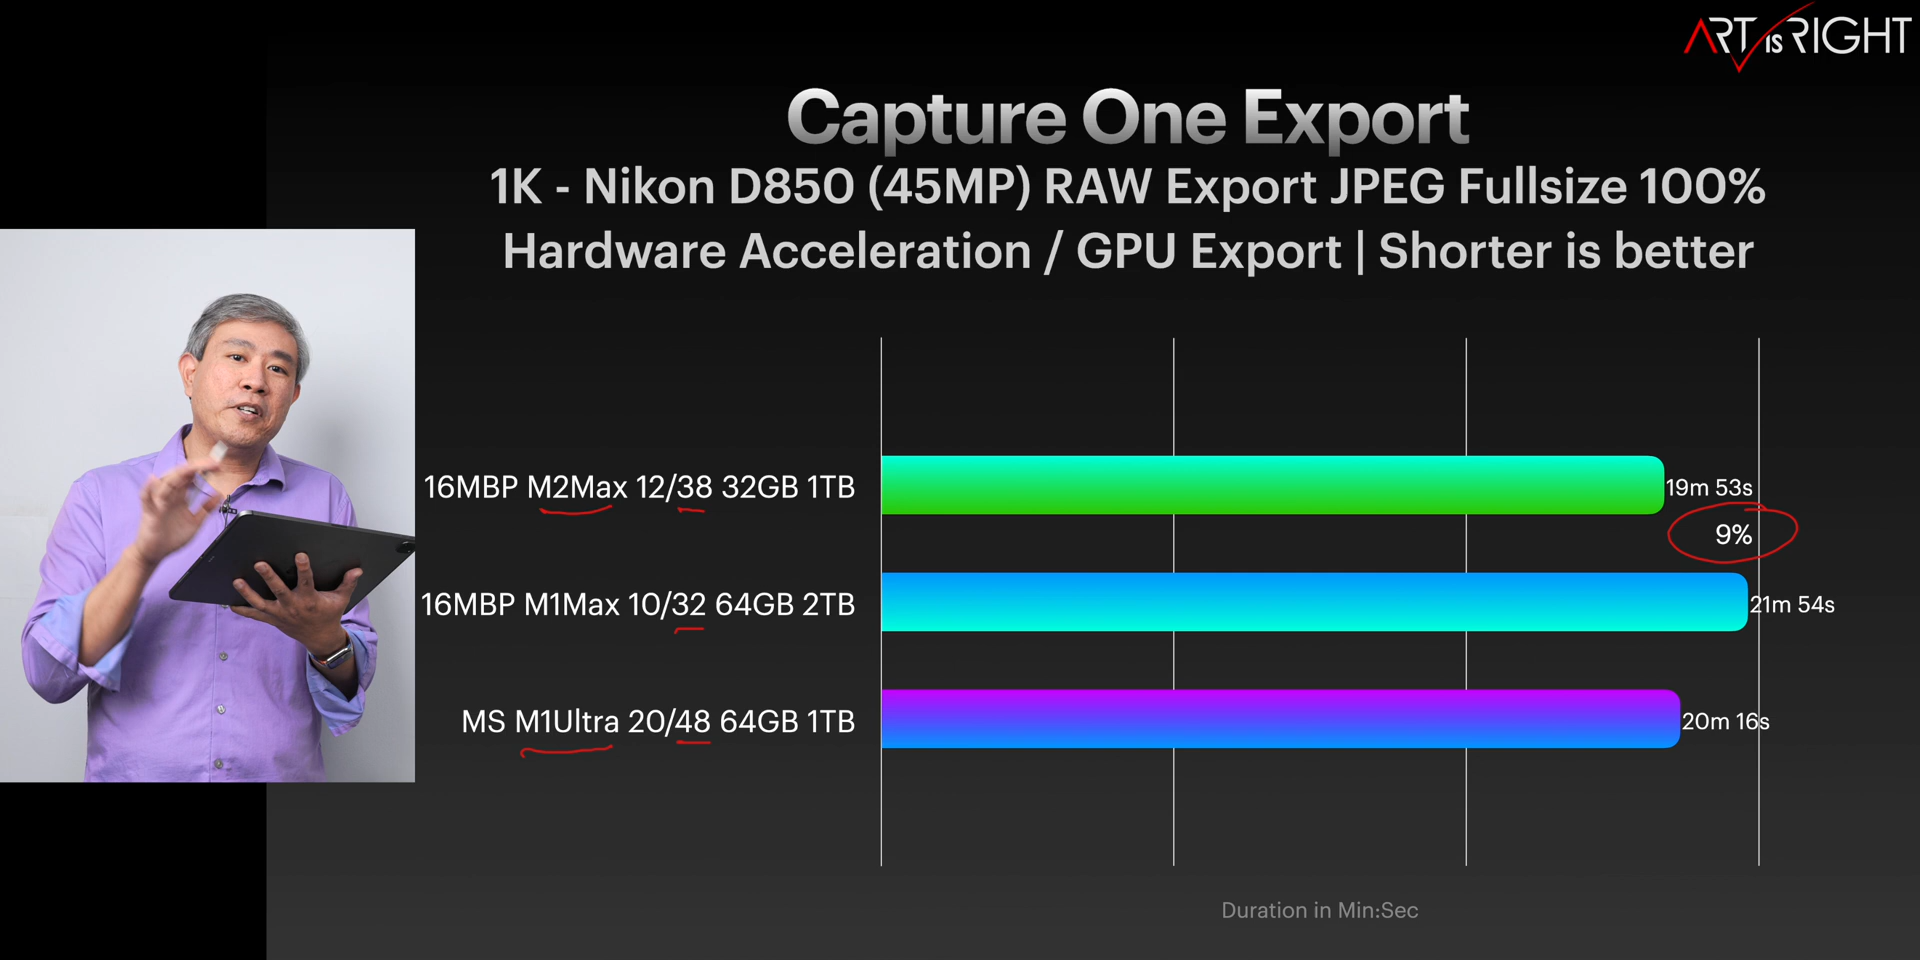 ART IS RIGHT
Capture One Export
1K - Nikon D850 (45MP) RAW Export JPEG Fullsize 100%
Hardware Acceleration / GPU Export | Shorter is better
16MBP M2Max 12/38 32GB 1TB
19m 53s
9%
16MBP M1Max 10/32 64GB 2TB
21m 54s
MS M1Ultra 20/48 64GB 1TB
20m 16s
Duration in Min:Sec